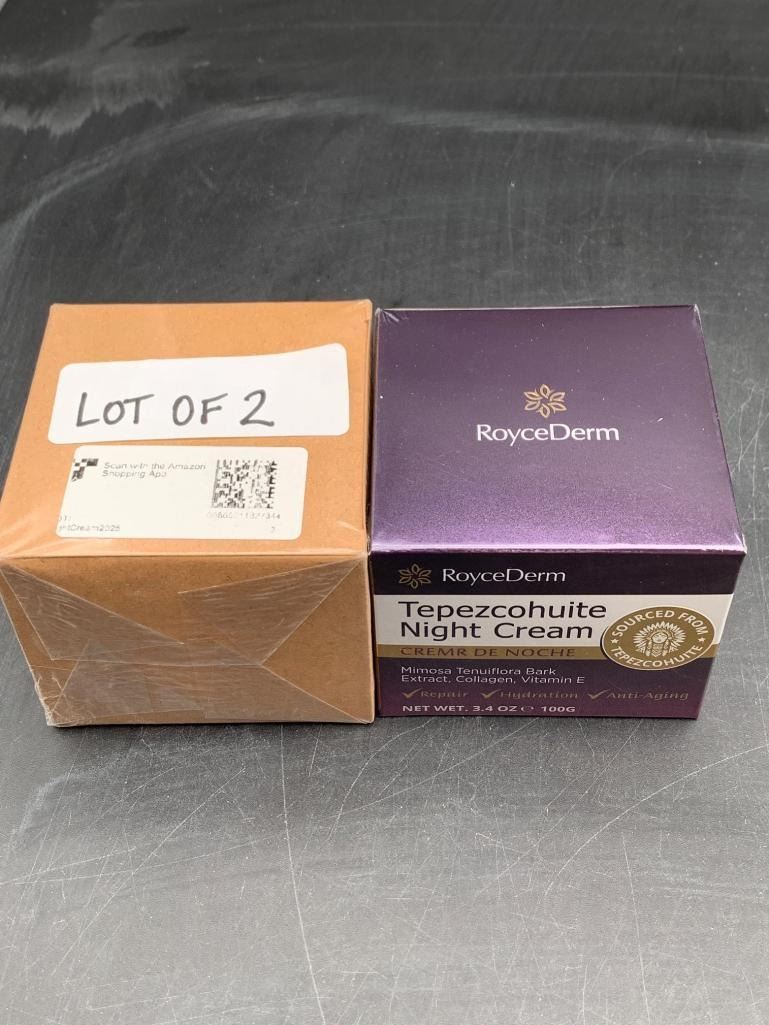 LOT OF 2
Scan with the Amazon
Shopping App
ghtCream2025
RoyceDerm
RoyceDerm
Tepezcohuite
Night Cream
CREMR DE NOCHE
Mimosa Tenuiflora Bark
Extract, Collagen, Vitamin E
✓Repair ✓Hydration ✓Anti-Aging
NET WET. 3.4 OZ ℮ 100G
SOURCED FROM
TEPEZCOHUITE